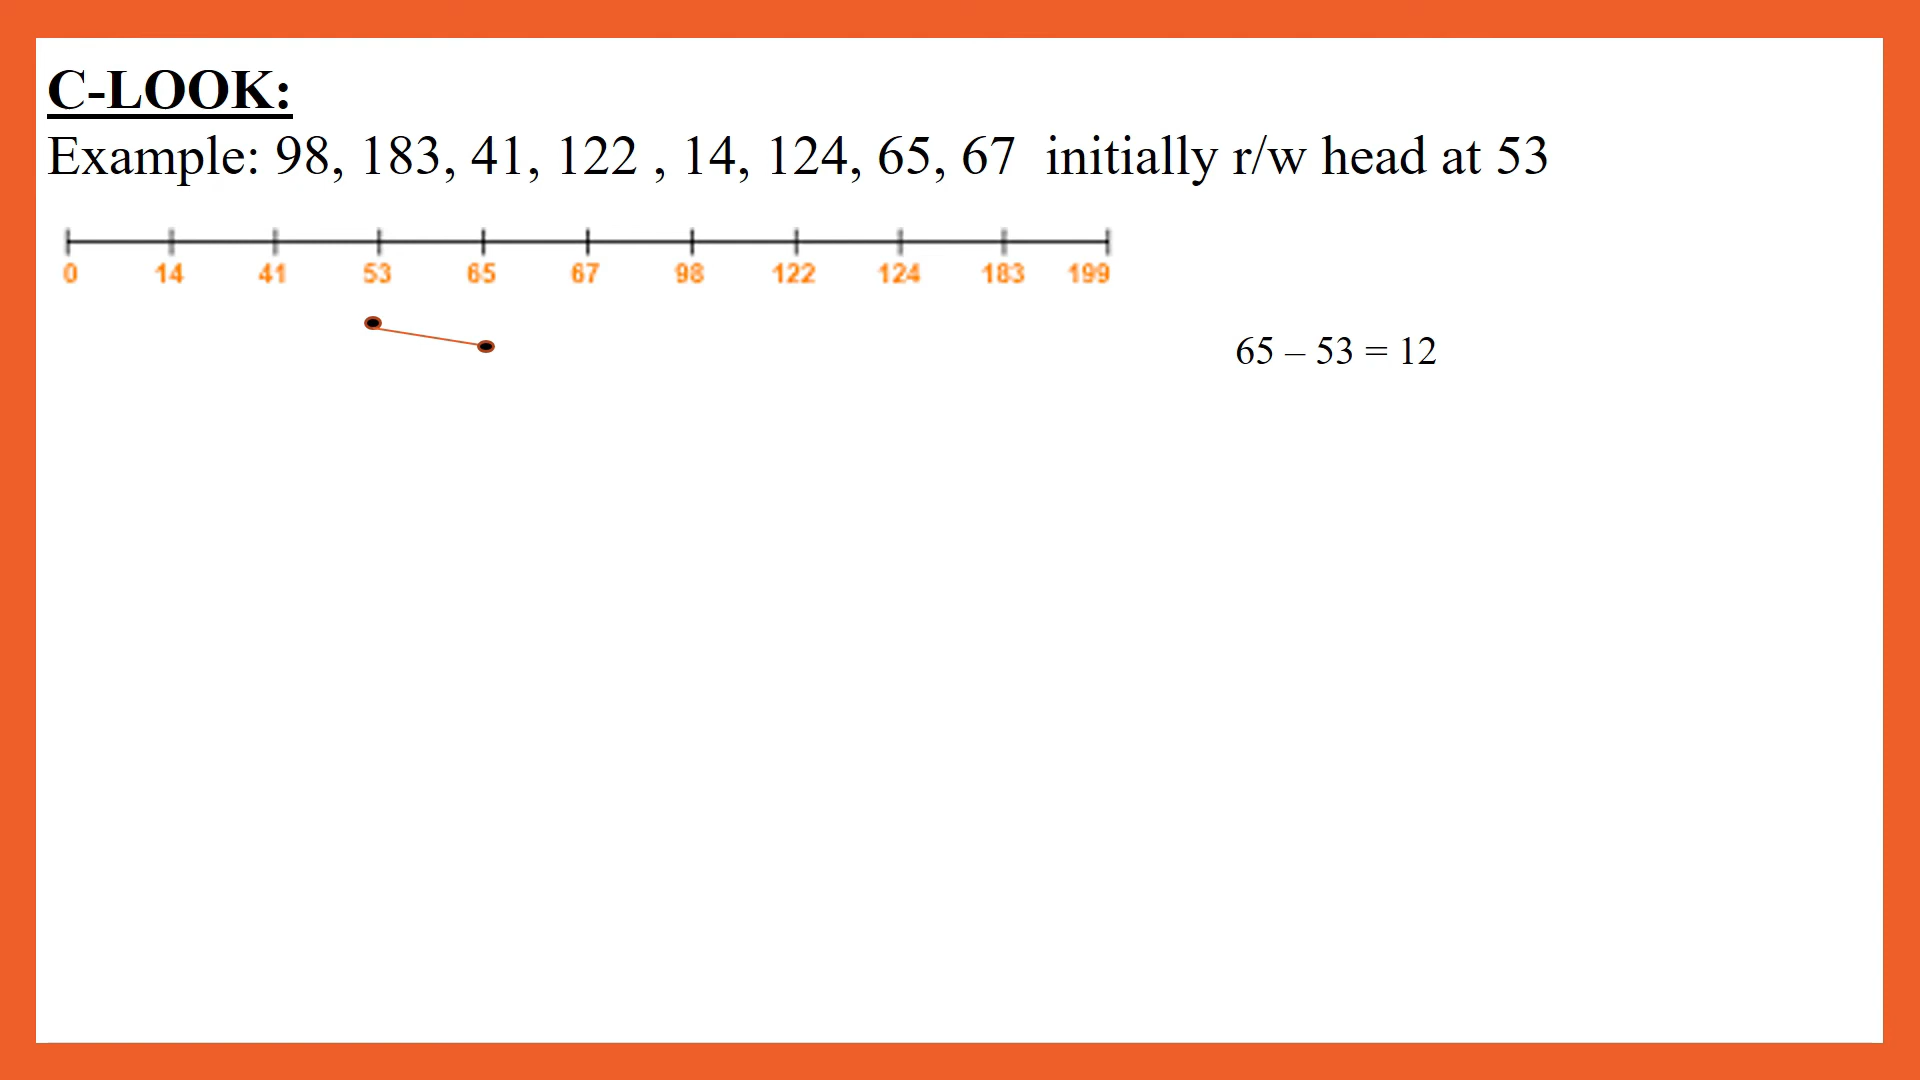 C-LOOK:
Example: 98, 183, 41, 122 , 14, 124, 65, 67 initially r/w head at 53
0 14 41 53 65 67 98 122 124 183 199
65 – 53 = 12